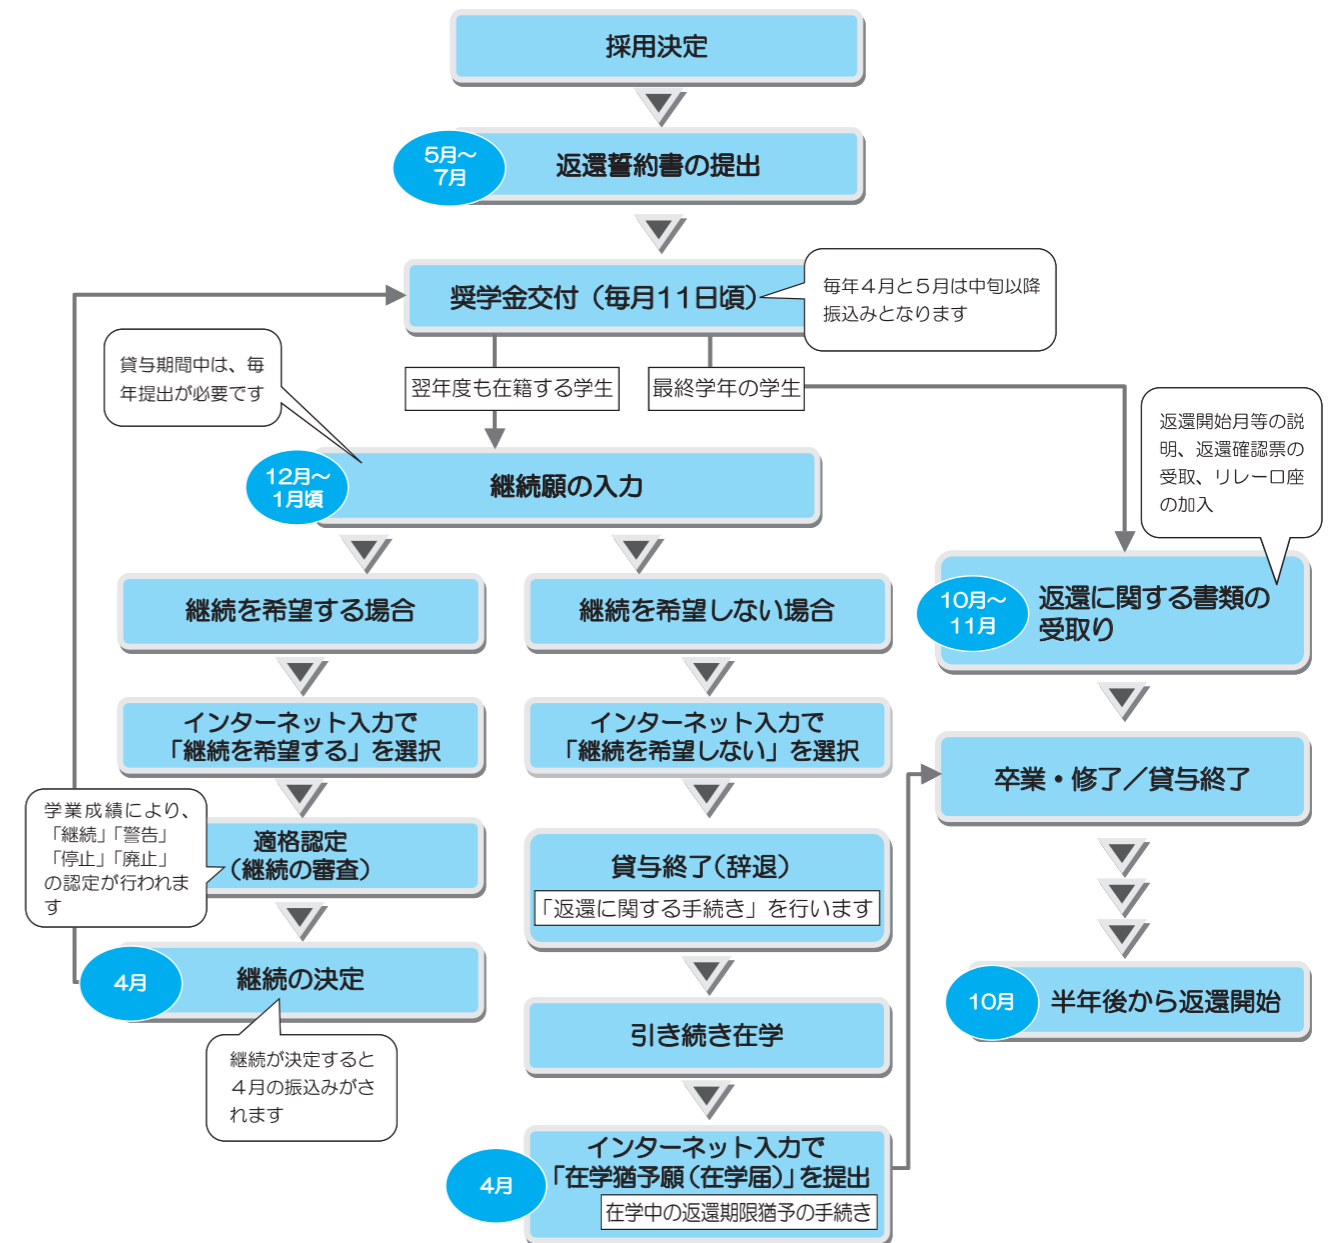 採用決定
5月～
7月
返還誓約書の提出
奨学金交付（毎月11日頃）
毎年４月と５月は中旬以降
振込みとなります
貸与期間中は、毎
年提出が必要です
翌年度も在籍する学生
最終学年の学生
返還開始月等の説
明、返還確認票の
受取、リレー口座
の加入
12月～
1月頃
継続願の入力
継続を希望する場合
継続を希望しない場合
10月～
11月
返還に関する書類の
受取り
インターネット入力で
「継続を希望する」を選択
インターネット入力で
「継続を希望しない」を選択
卒業・修了／貸与終了
学業成績により、
「継続」「警告」
「停止」「廃止」
の認定が行われま
す
適格認定
（継続の審査）
貸与終了（辞退）
「返還に関する手続き」を行います
4月
継続の決定
10月
半年後から返還開始
引き続き在学
継続が決定すると
４月の振込みがさ
れます
4月
インターネット入力で
「在学猶予願（在学届）」を提出
在学中の返還期限猶予の手続き